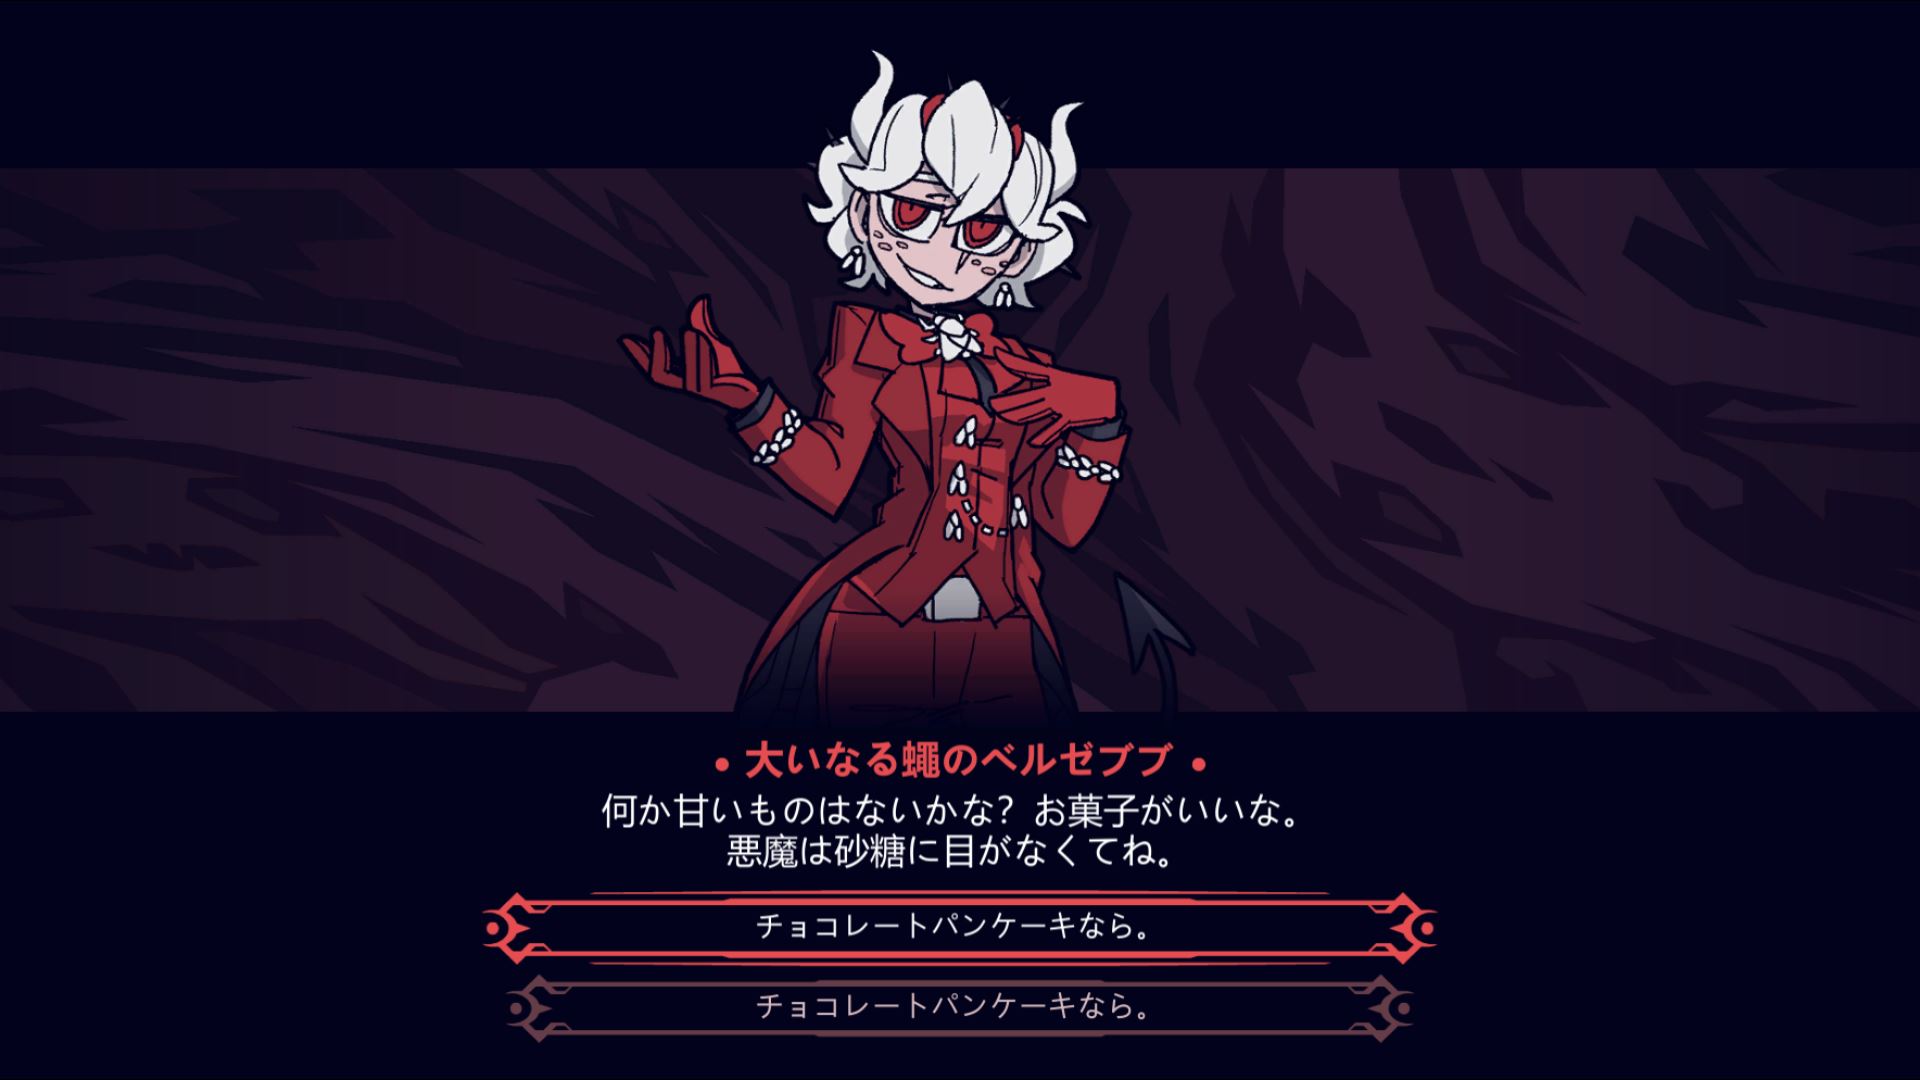 • 大いなる蠅のベルゼブブ •
何か甘いものはないかな？ お菓子がいいな。
悪魔は砂糖に目がなくてね。
チョコレートパンケーキなら。
チョコレートパンケーキなら。